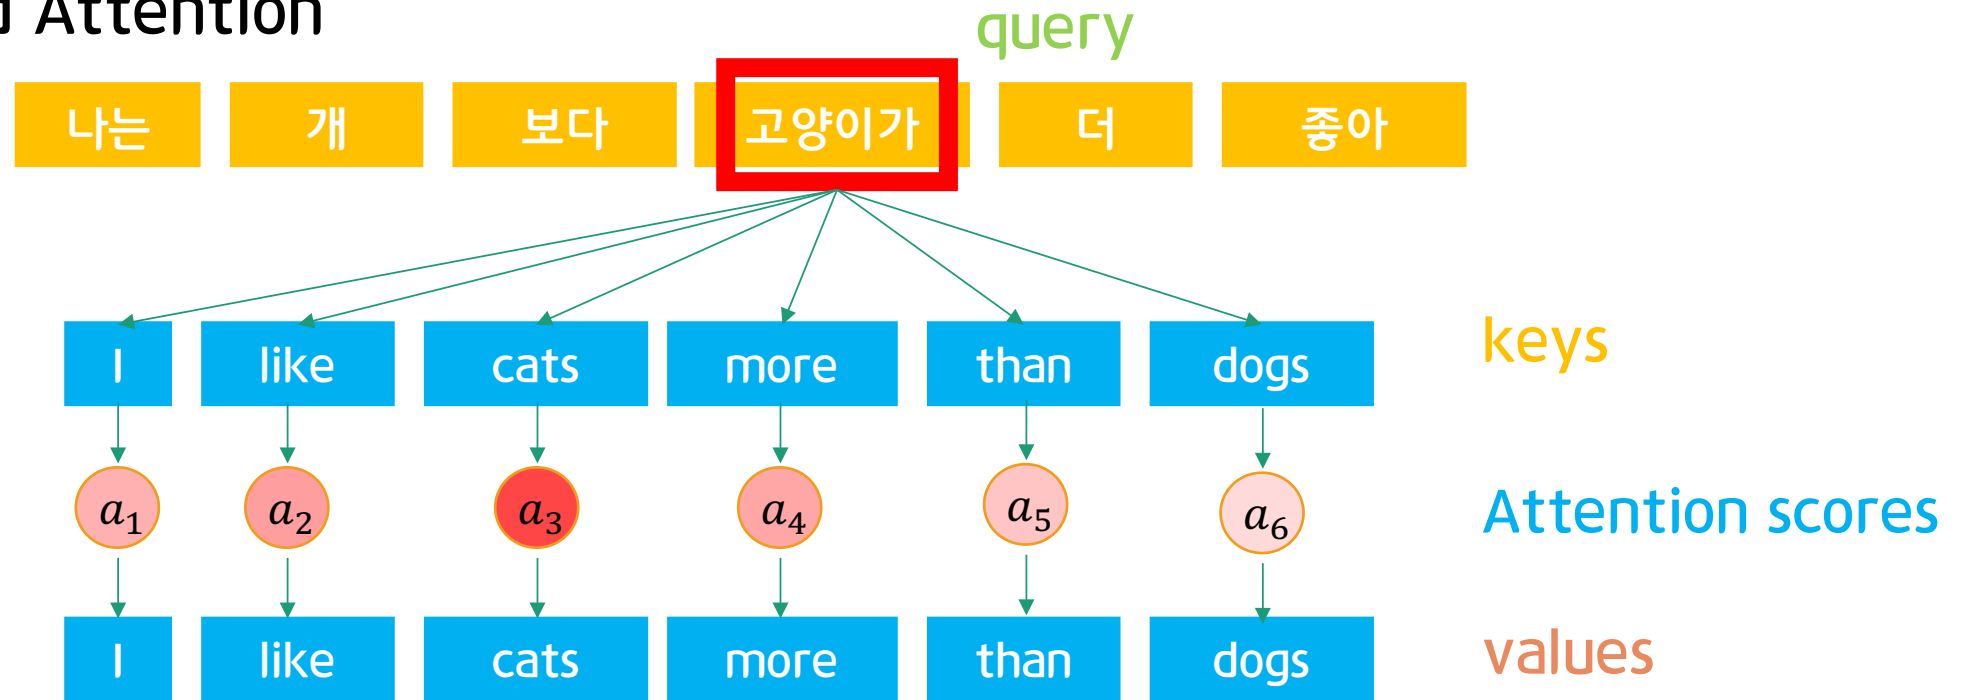 Attention
query
나는 개 보다 고양이가 더 좋아
I like cats more than dogs keys
a₁ a₂ a₃ a₄ a₅ a₆ Attention scores
I like cats more than dogs values